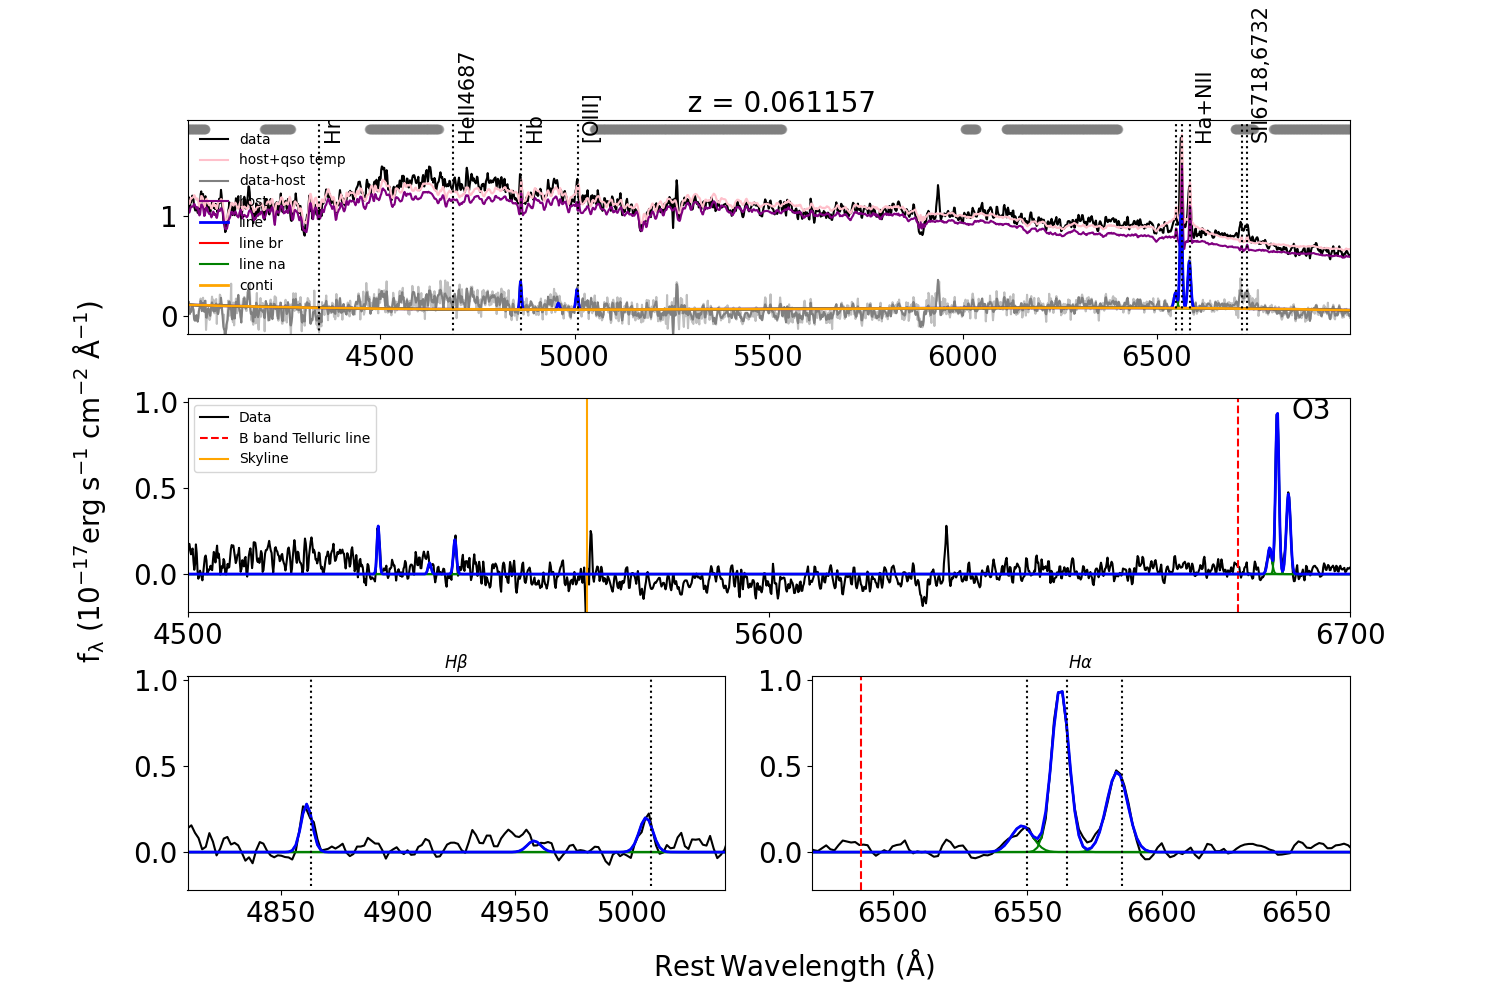 z = 0.061157
Hr
HeII4687
Hb
[OIII]
Ha+NII
SII6718,6732
data
host+qso temp
data-host
host
line
line br
line na
conti
1
0
4500
5000
5500
6000
6500
f_λ (10^−17 erg s^−1 cm^−2 Å^−1)
Data
B band Telluric line
Skyline
O3
1.0
0.5
0.0
4500
5600
6700
Hβ
1.0
0.5
0.0
4850
4900
4950
5000
Hα
1.0
0.5
0.0
6500
6550
6600
6650
Rest Wavelength (Å)